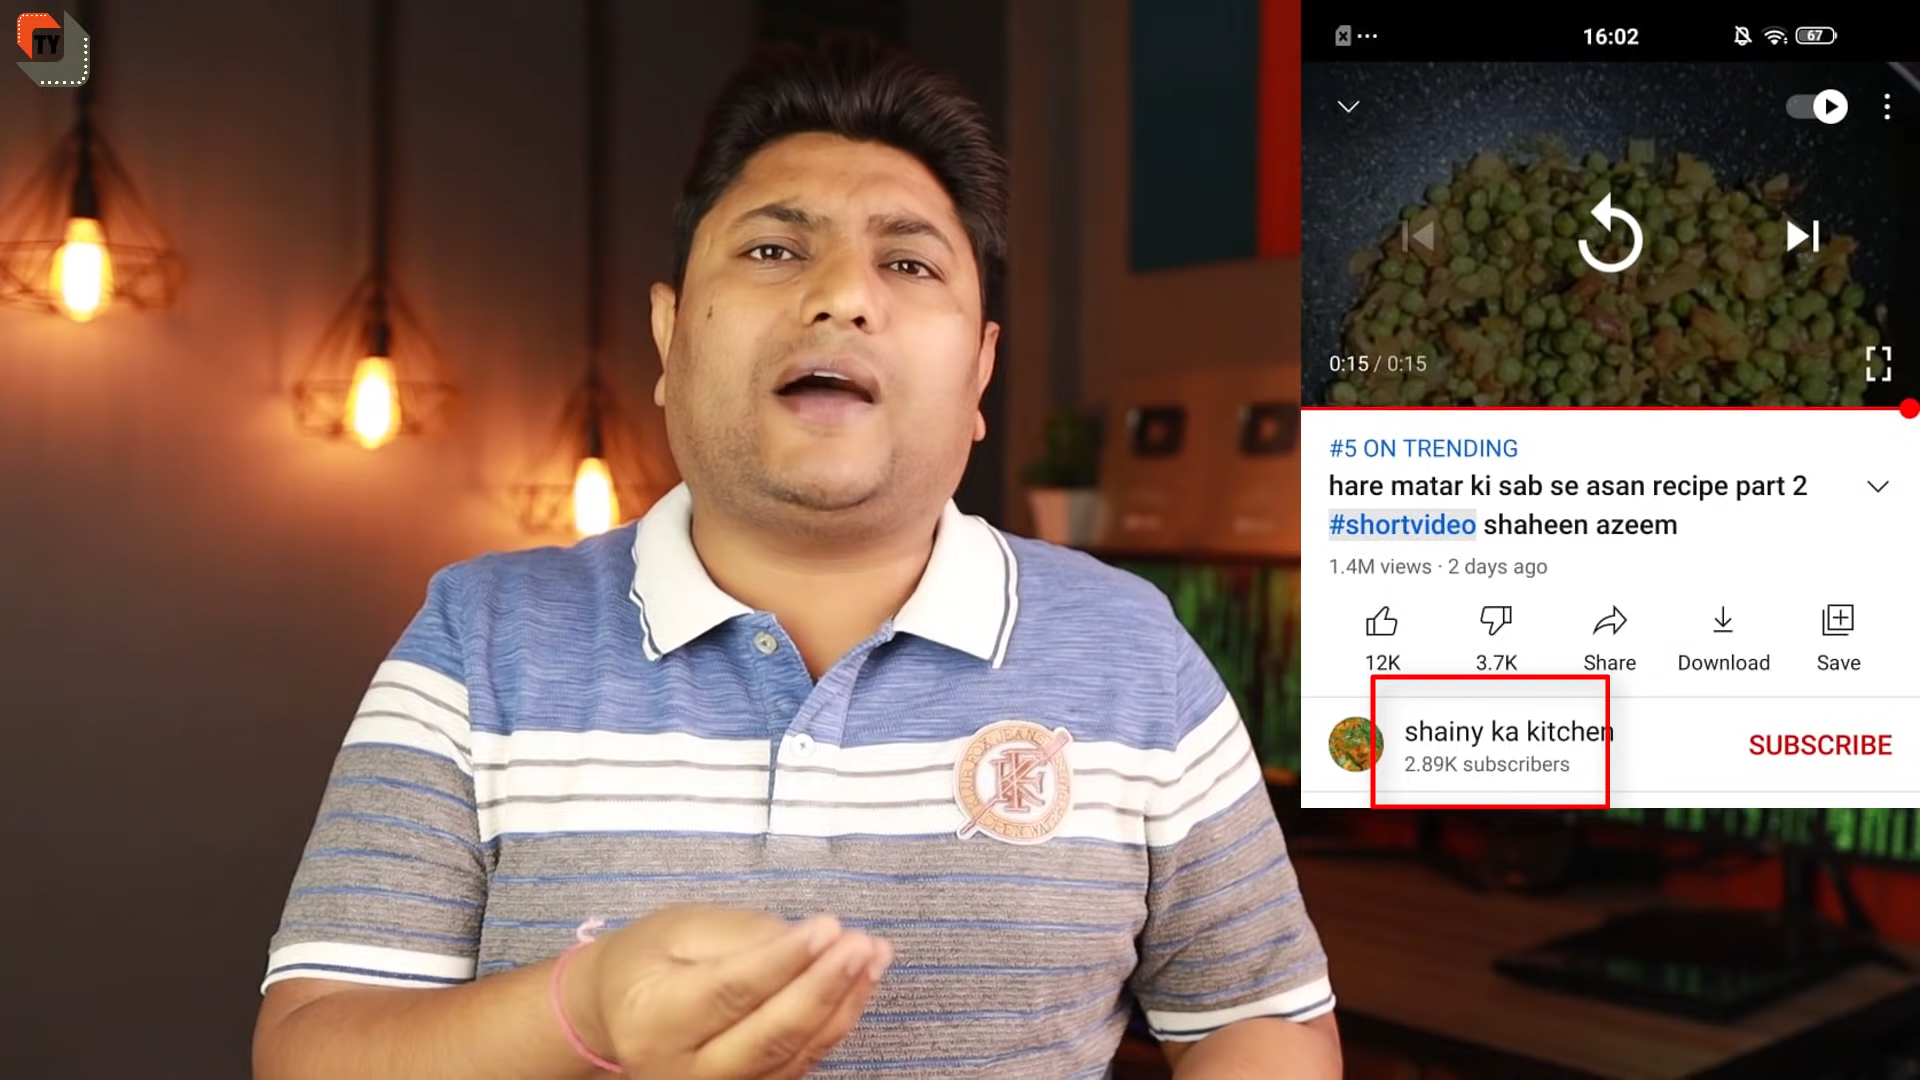 TY
16:02
67
0:15 / 0:15
#5 ON TRENDING
hare matar ki sab se asan recipe part 2
#shortvideo shaheen azeem
1.4M views · 2 days ago
12K
3.7K
Share
Download
Save
shainy ka kitchen
2.89K subscribers
SUBSCRIBE